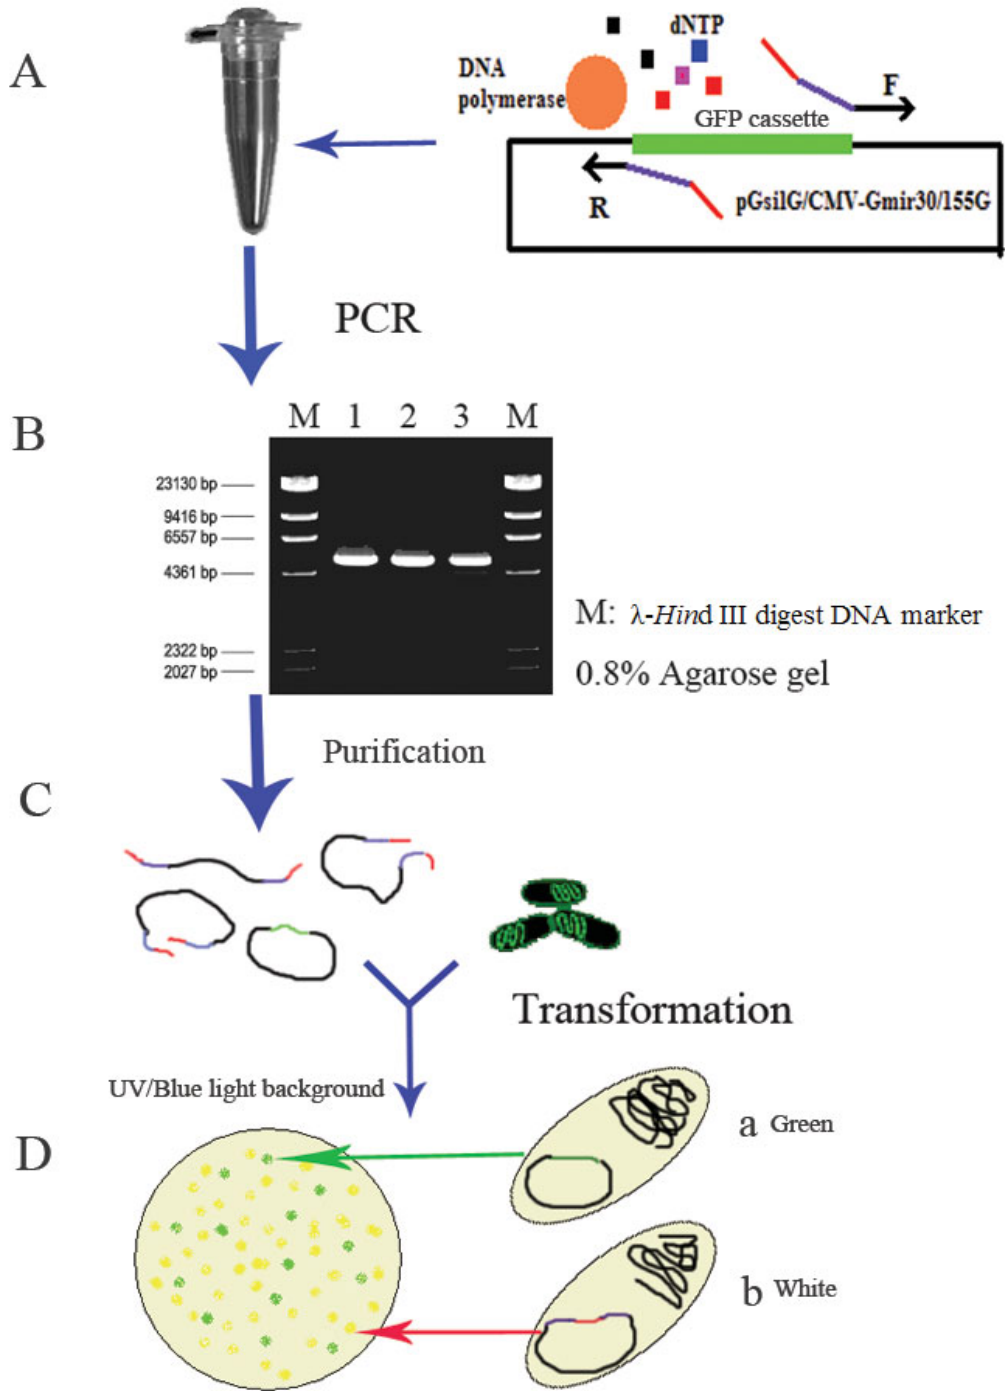 A
dNTP
DNA
polymerase
F
GFP cassette
R
pGsilG/CMV-Gmir30/155G
PCR
B
M 1 2 3 M
23130 bp
9416 bp
6557 bp
4361 bp
2322 bp
2027 bp
M: λ-Hind III digest DNA marker
0.8% Agarose gel
Purification
C
Transformation
UV/Blue light background
D
a Green
b White